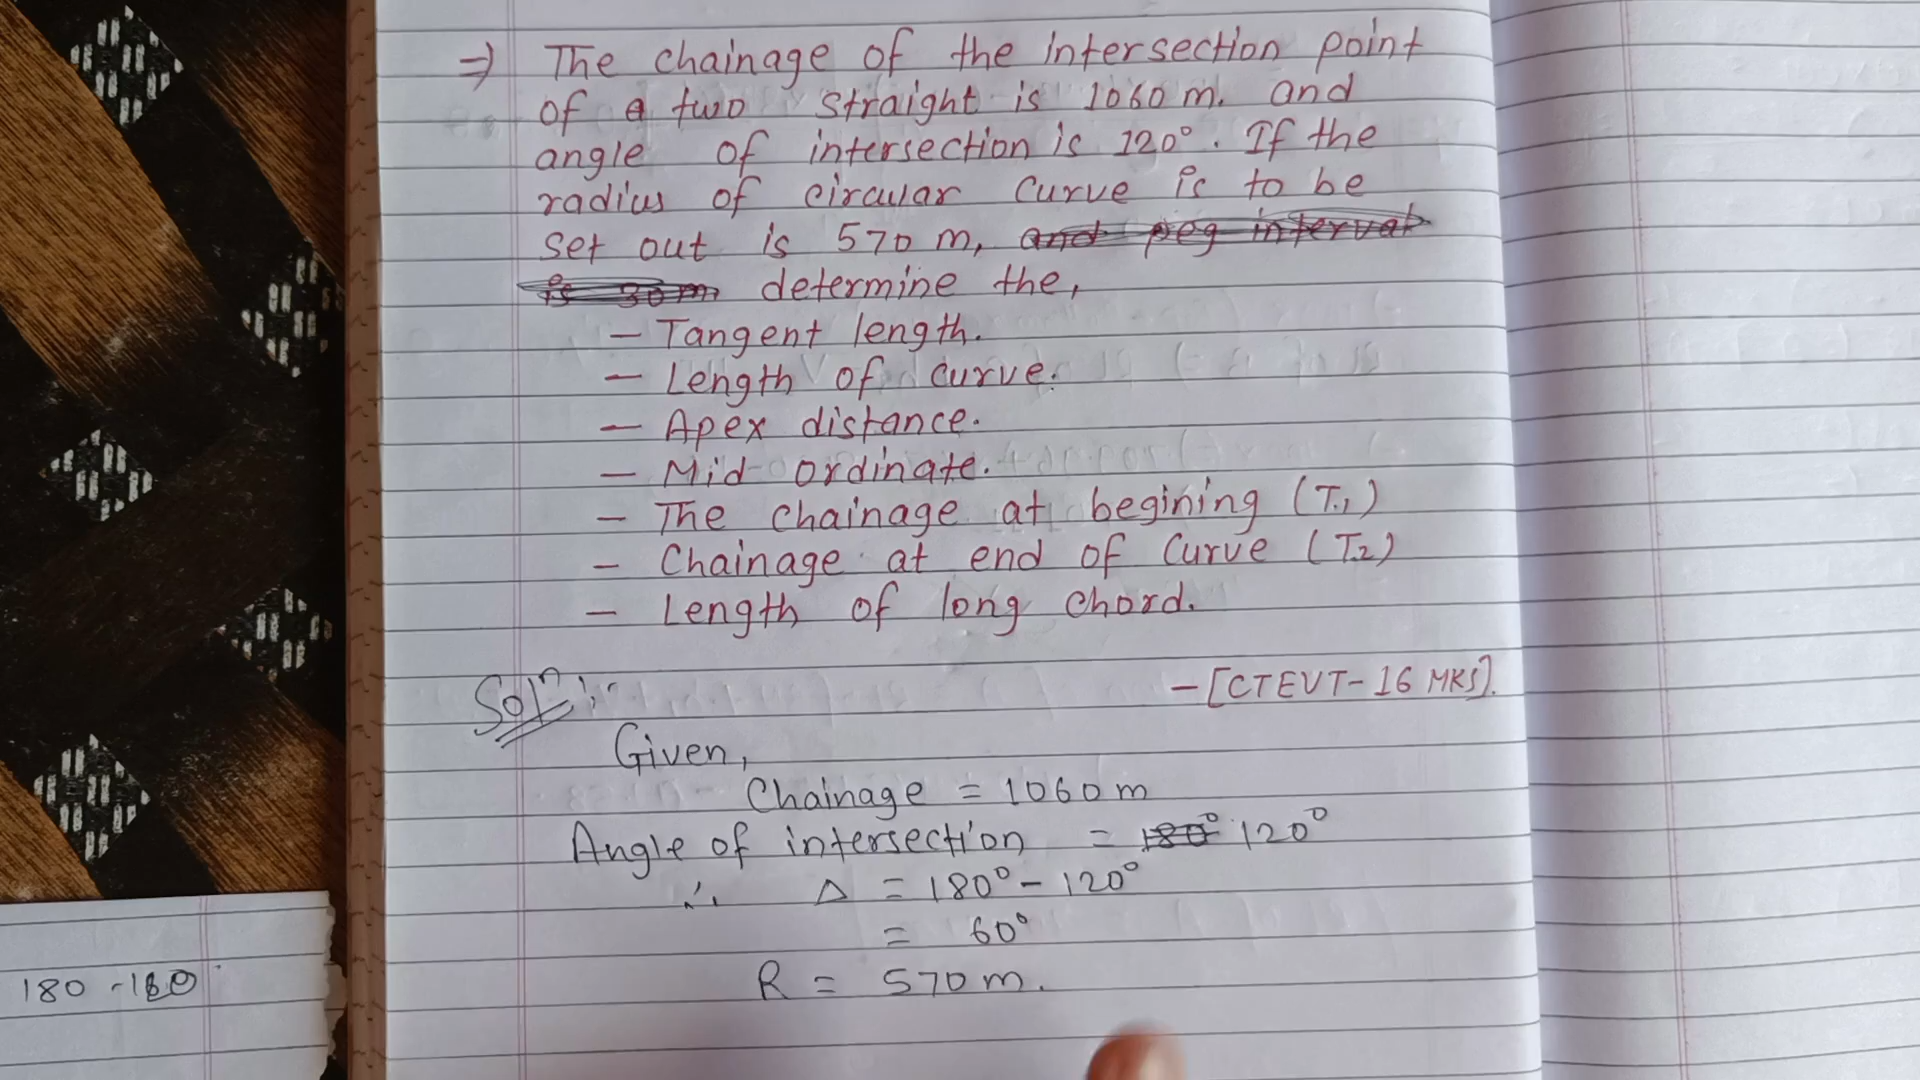 ⇒ The chainage of the intersection point
of a two straight is 1060 m. and
angle of intersection is 120°. If the
radius of circular curve is to be
set out is 570 m, and peg interval
is 30m determine the,
- Tangent length.
- Length of curve.
- Apex distance.
- Mid ordinate.
- The chainage at begining (T.1)
- Chainage at end of curve (T.2)
- Length of long chord.
- [CTEVT- 16 MKS].
Soln:-
Given,
Chainage = 1060 m
Angle of intersection = 180° 120°
∴ Δ = 180° - 120°
= 60°
R = 570 m.
180 -